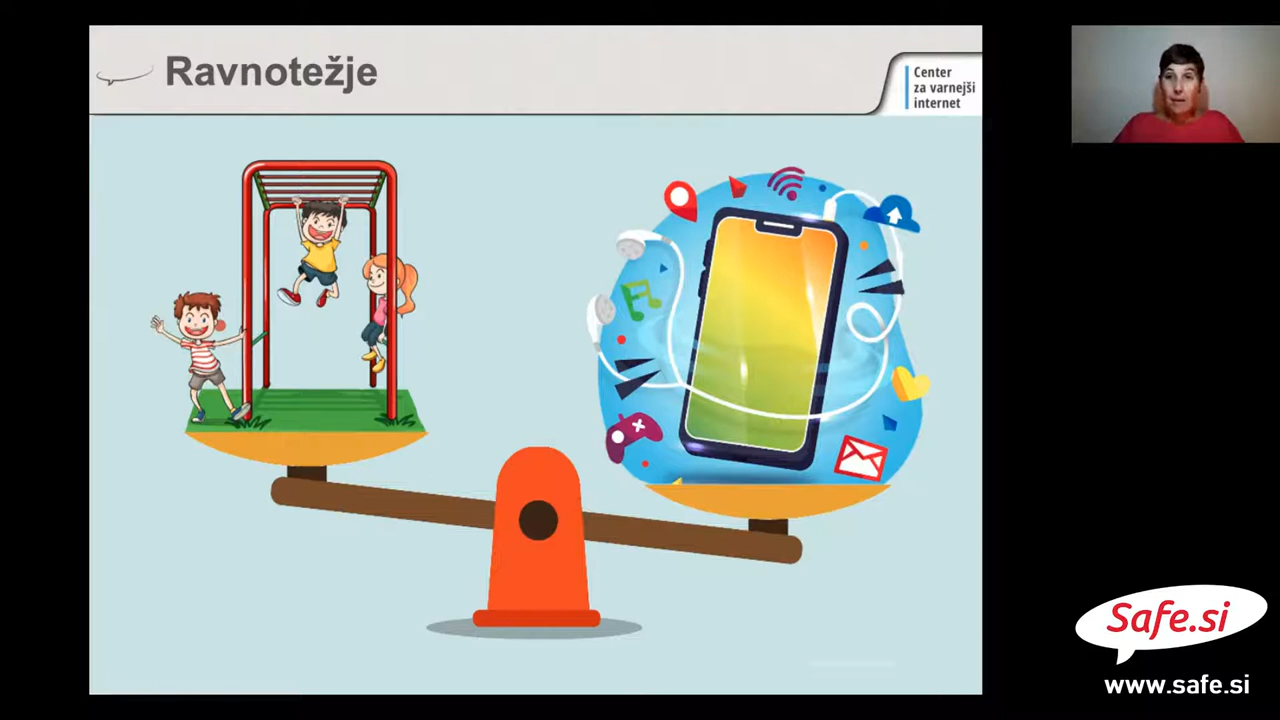 Ravnotežje
Center
za varnejši
internet
Safe.si
www.safe.si